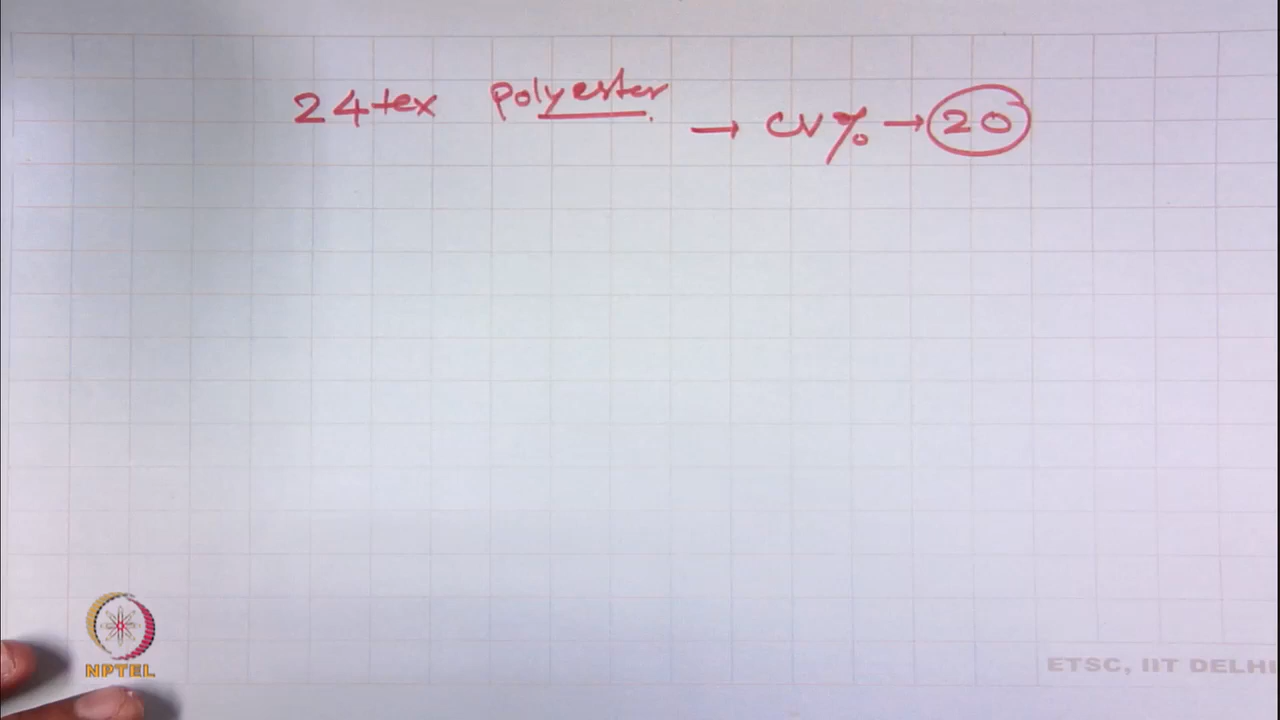 24 tex polyester. → CV% → 20
NPTEL
ETSC, IIT DELHI